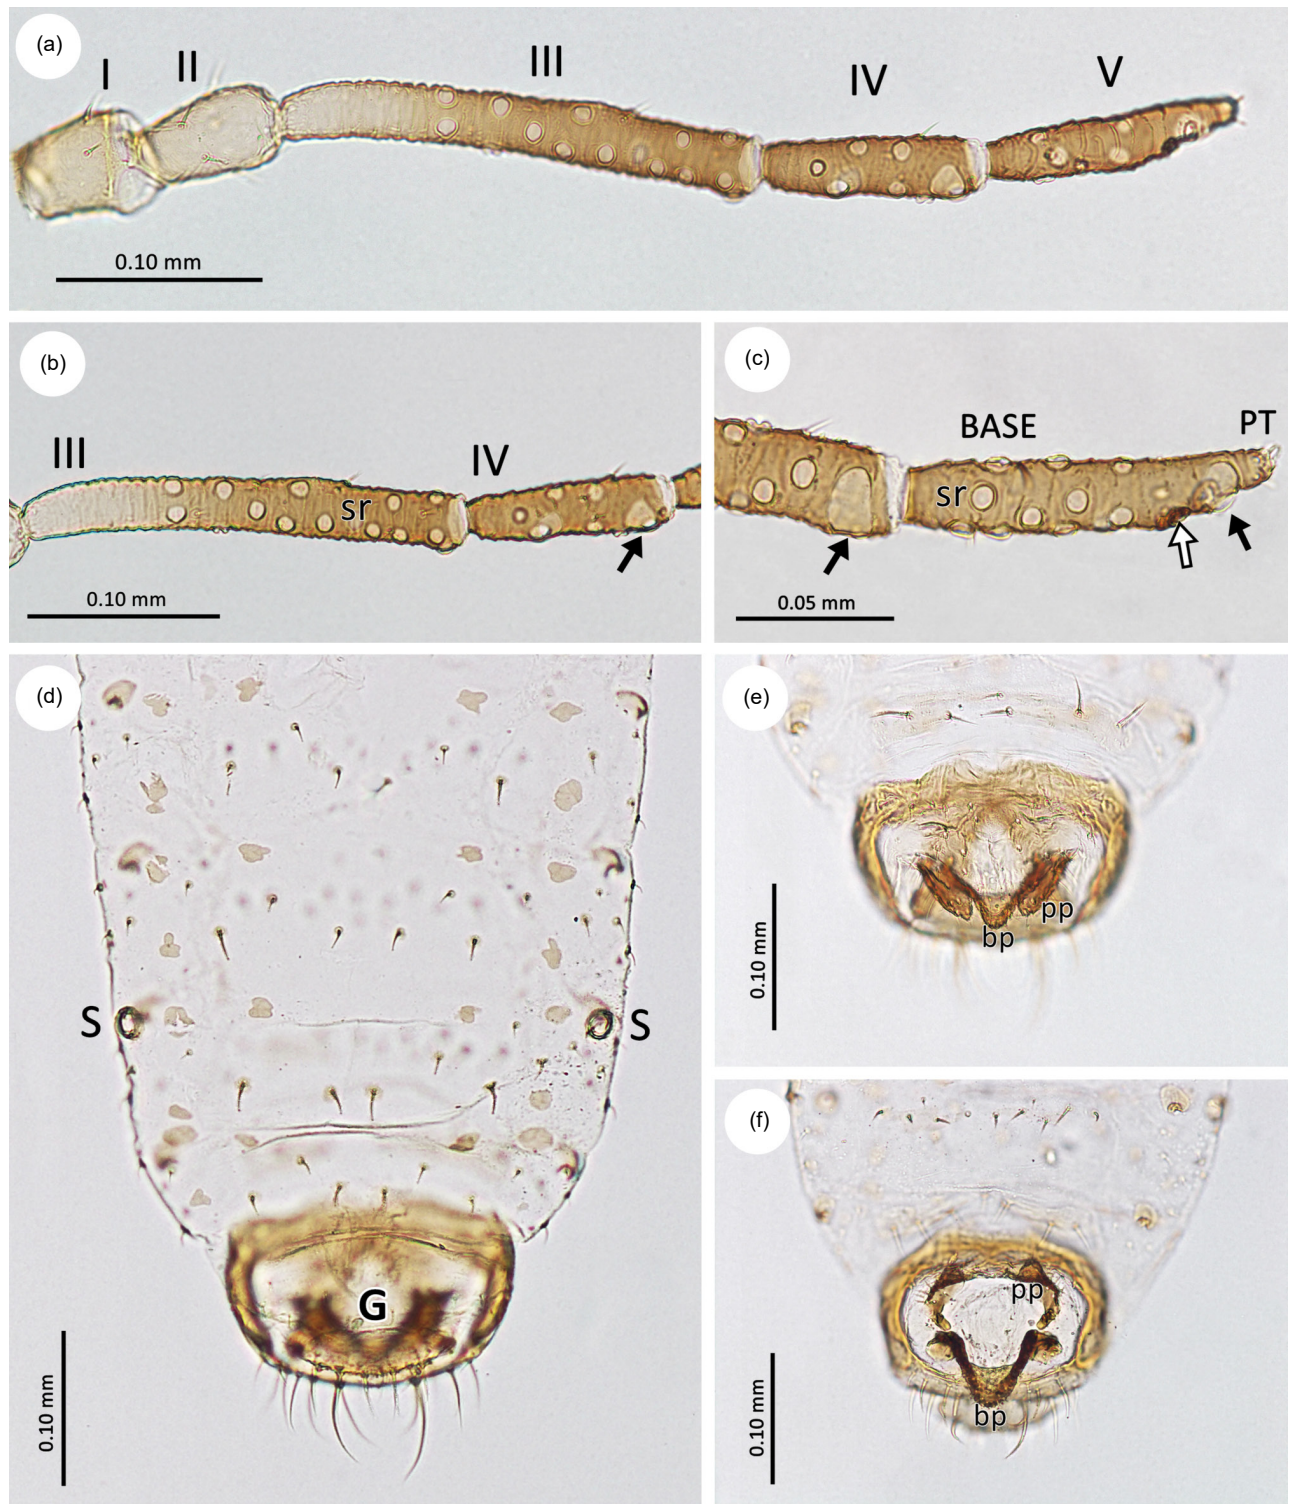 (a)
I II III IV V
0.10 mm
(b)
III IV
sr
0.10 mm
(c)
BASE PT
sr
0.05 mm
(d)
S S
G
0.10 mm
(e)
pp
bp
0.10 mm
(f)
pp
bp
0.10 mm